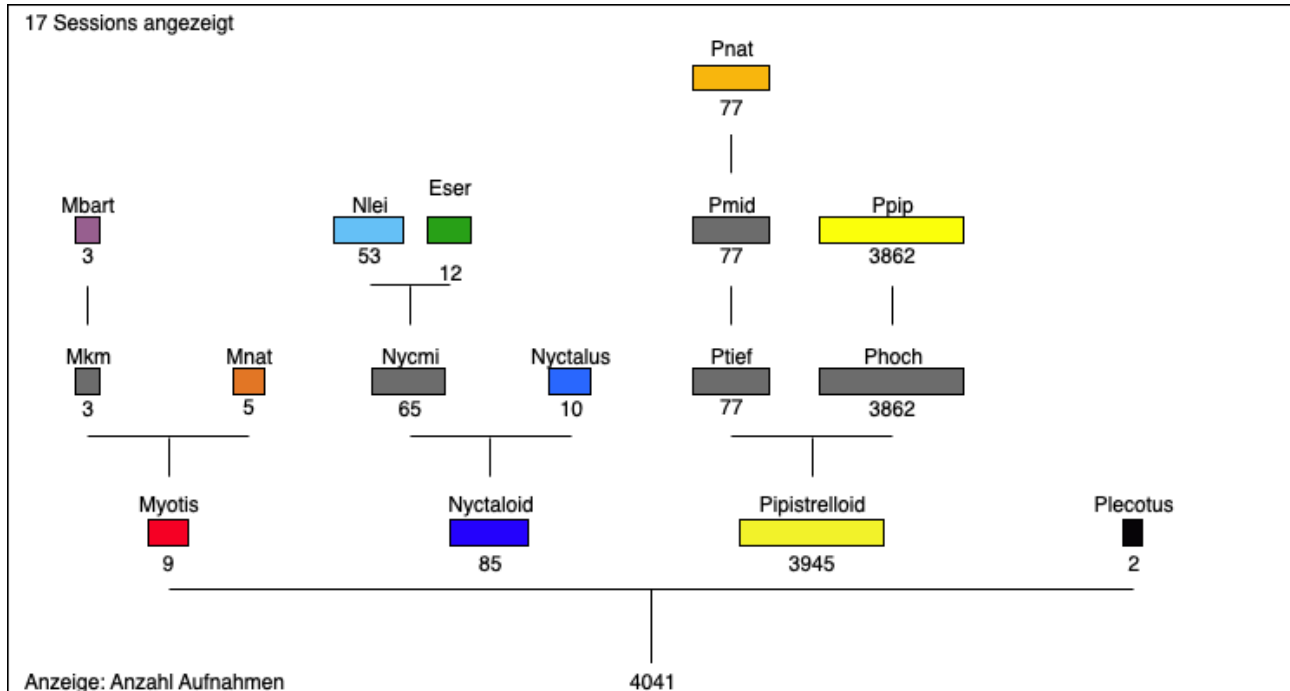 17 Sessions angezeigt
Pnat
77
Mbart
Nlei
Eser
Pmid
Ppip
3
53
12
77
3862
Mkm
Mnat
Nycmi
Nyctalus
Ptief
Phoch
3
5
65
10
77
3862
Myotis
Nyctaloid
Pipistrelloid
Plecotus
9
85
3945
2
Anzeige: Anzahl Aufnahmen
4041